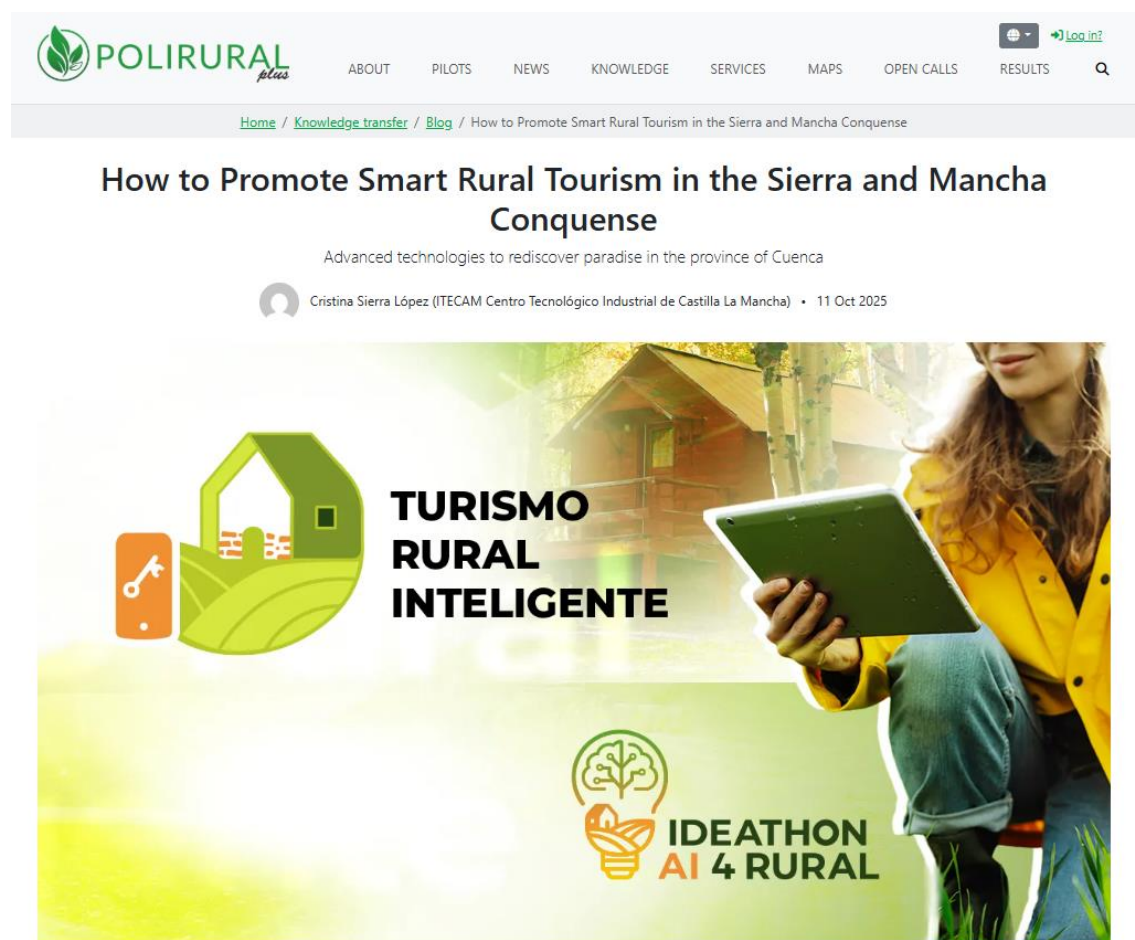 Log in?
POLIRURAL
plus
ABOUT PILOTS NEWS KNOWLEDGE SERVICES MAPS OPEN CALLS RESULTS
Home / Knowledge transfer / Blog / How to Promote Smart Rural Tourism in the Sierra and Mancha Conquense
How to Promote Smart Rural Tourism in the Sierra and Mancha
Conquense
Advanced technologies to rediscover paradise in the province of Cuenca
Cristina Sierra López (ITECAM Centro Tecnológico Industrial de Castilla La Mancha) • 11 Oct 2025
TURISMO
RURAL
INTELIGENTE
IDEATHON
AI 4 RURAL